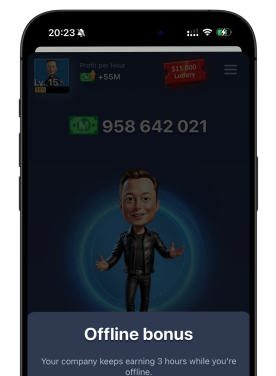 20:23
Profit per Hour
+55M
$15,000
Lottery
Lv. 15
958 642 021
Offline bonus
Your company keeps earning 3 hours while you're
offline.